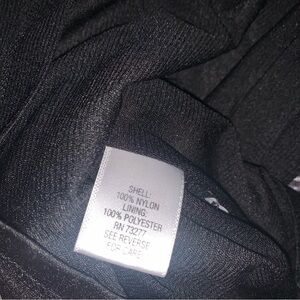 SHELL:
100% NYLON
LINING:
100% POLYESTER
RN 73277
SEE REVERSE
FOR CARE